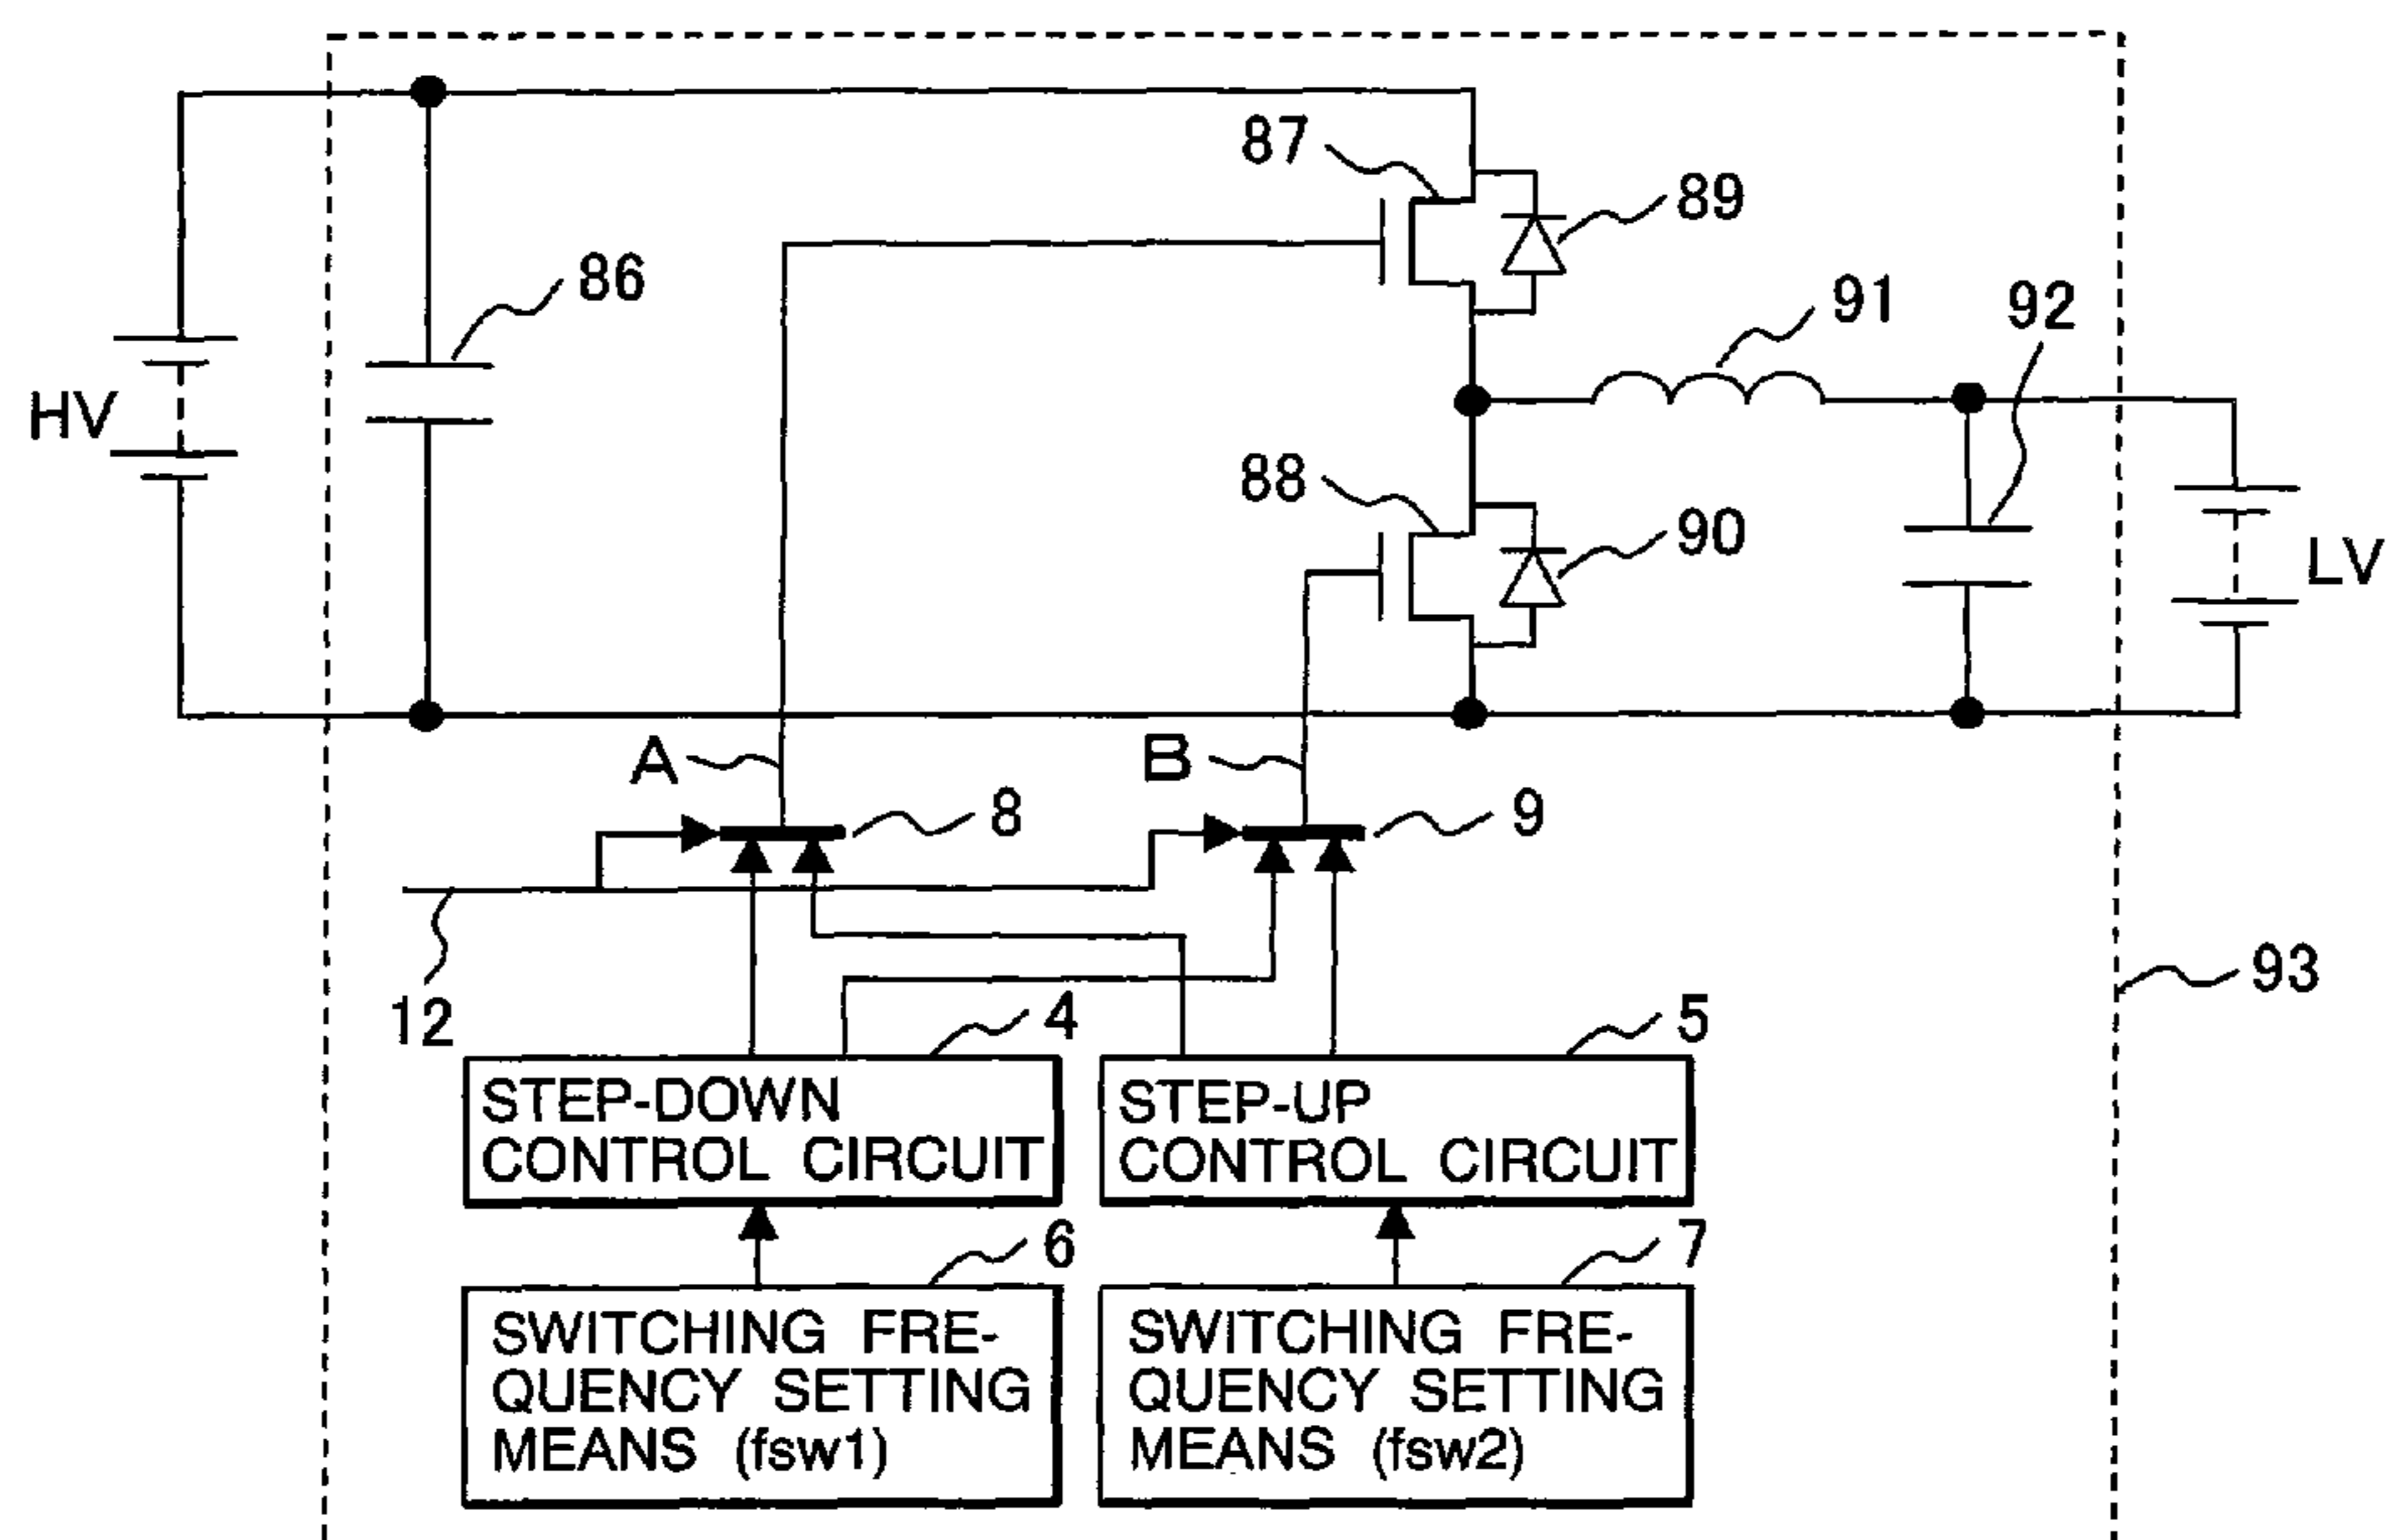 87
89
86
91
92
HV
88
90
LV
A
B
8
9
93
12
4
5
STEP-DOWN
CONTROL CIRCUIT
STEP-UP
CONTROL CIRCUIT
6
7
SWITCHING FRE-
QUENCY SETTING
MEANS (fsw1)
SWITCHING FRE-
QUENCY SETTING
MEANS (fsw2)